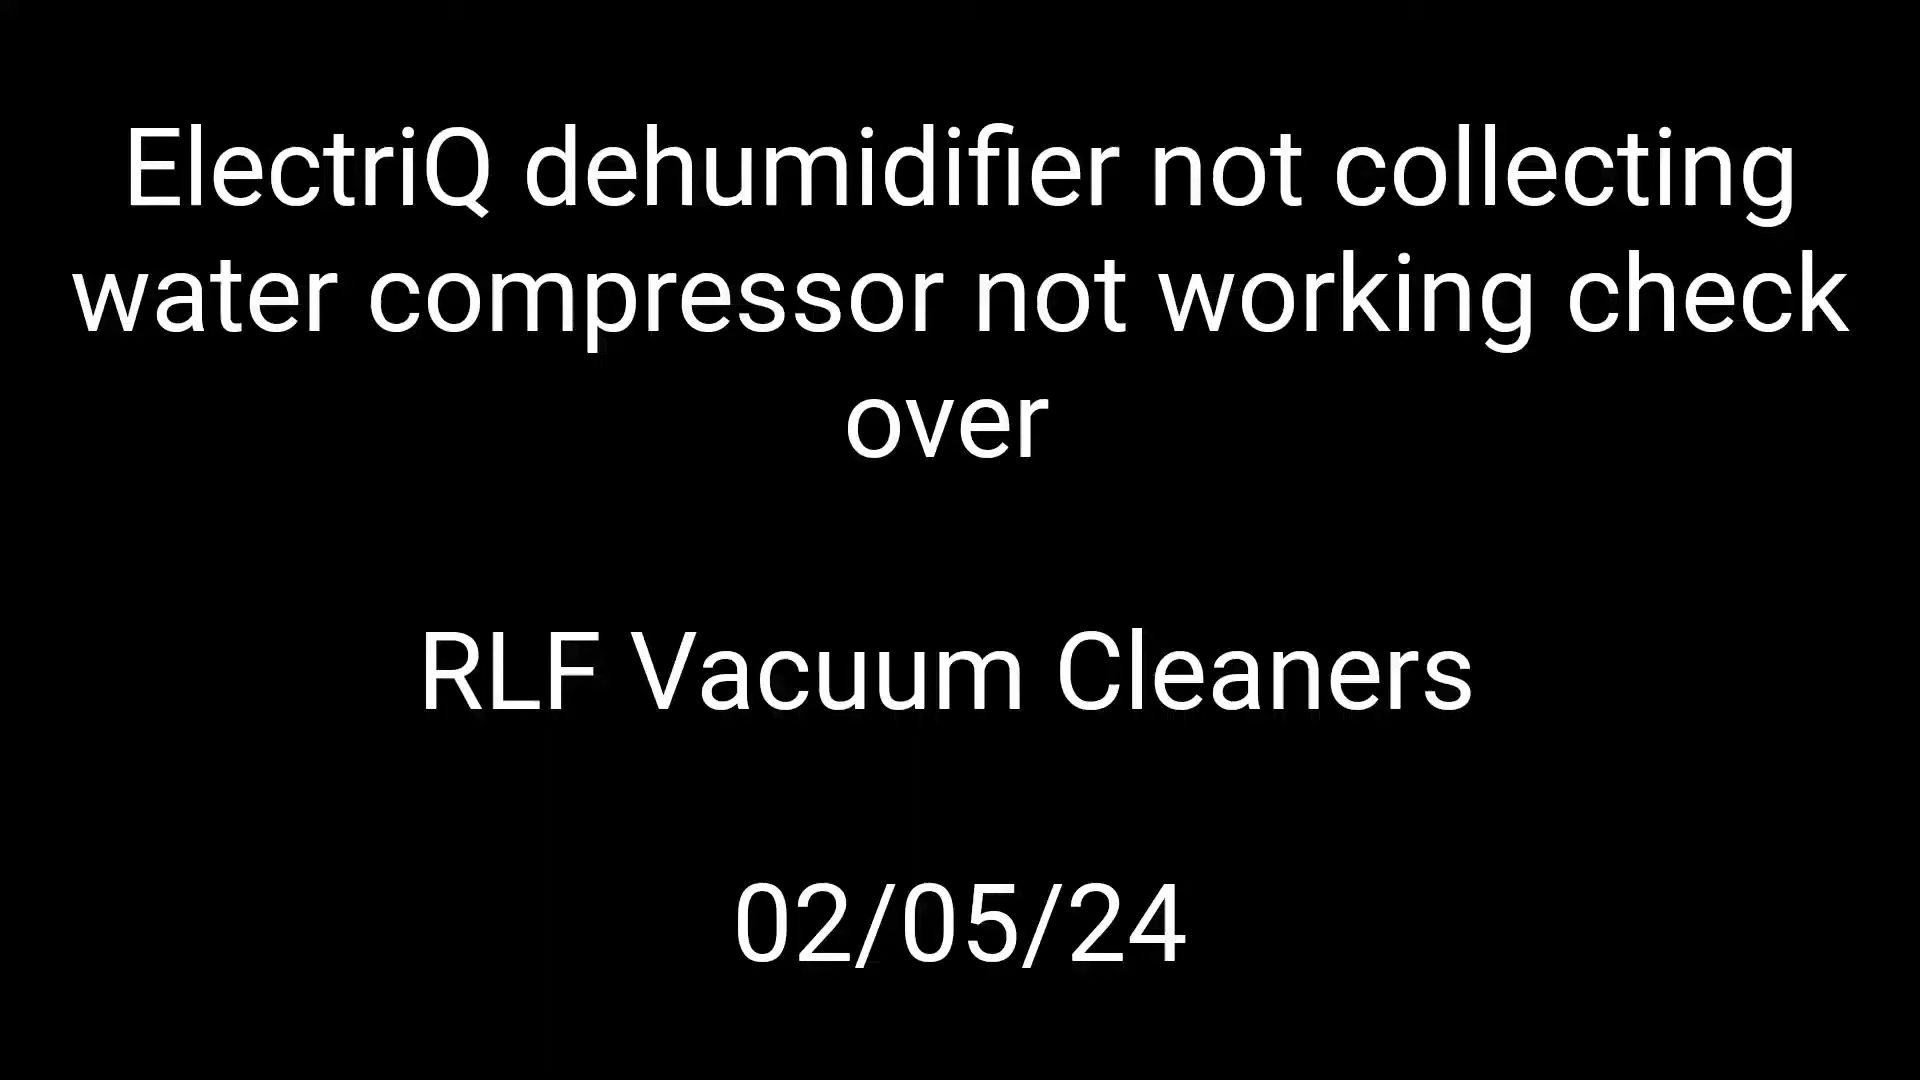 ElectriQ dehumidifier not collecting
water compressor not working check
over
RLF Vacuum Cleaners
02/05/24